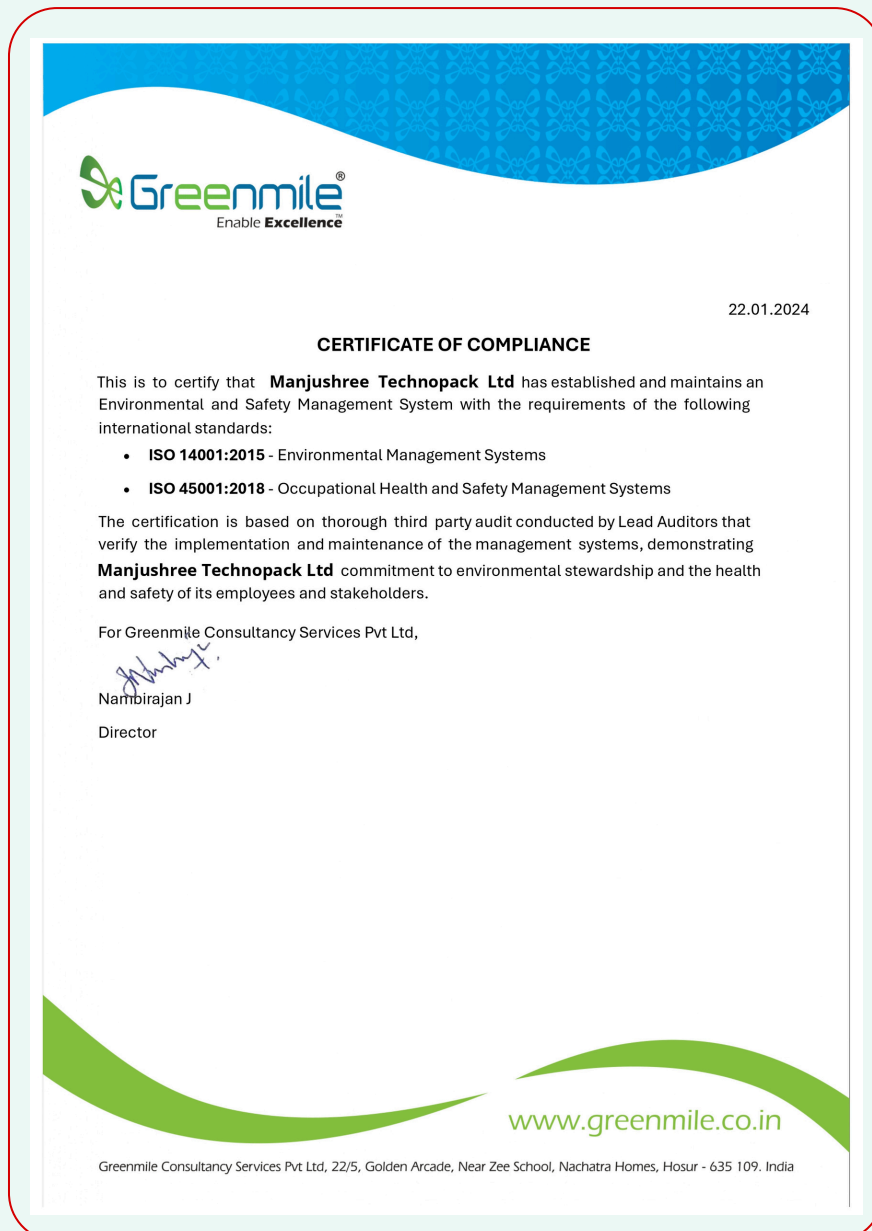 Greenmile®
Enable Excellence™
22.01.2024
CERTIFICATE OF COMPLIANCE
This is to certify that Manjushree Technopack Ltd has established and maintains an
Environmental and Safety Management System with the requirements of the following
international standards:
• ISO 14001:2015 - Environmental Management Systems
• ISO 45001:2018 - Occupational Health and Safety Management Systems
The certification is based on thorough third party audit conducted by Lead Auditors that
verify the implementation and maintenance of the management systems, demonstrating
Manjushree Technopack Ltd commitment to environmental stewardship and the health
and safety of its employees and stakeholders.
For Greenmile Consultancy Services Pvt Ltd,
Nambirajan J
Director
www.greenmile.co.in
Greenmile Consultancy Services Pvt Ltd, 22/5, Golden Arcade, Near Zee School, Nachatra Homes, Hosur - 635 109. India